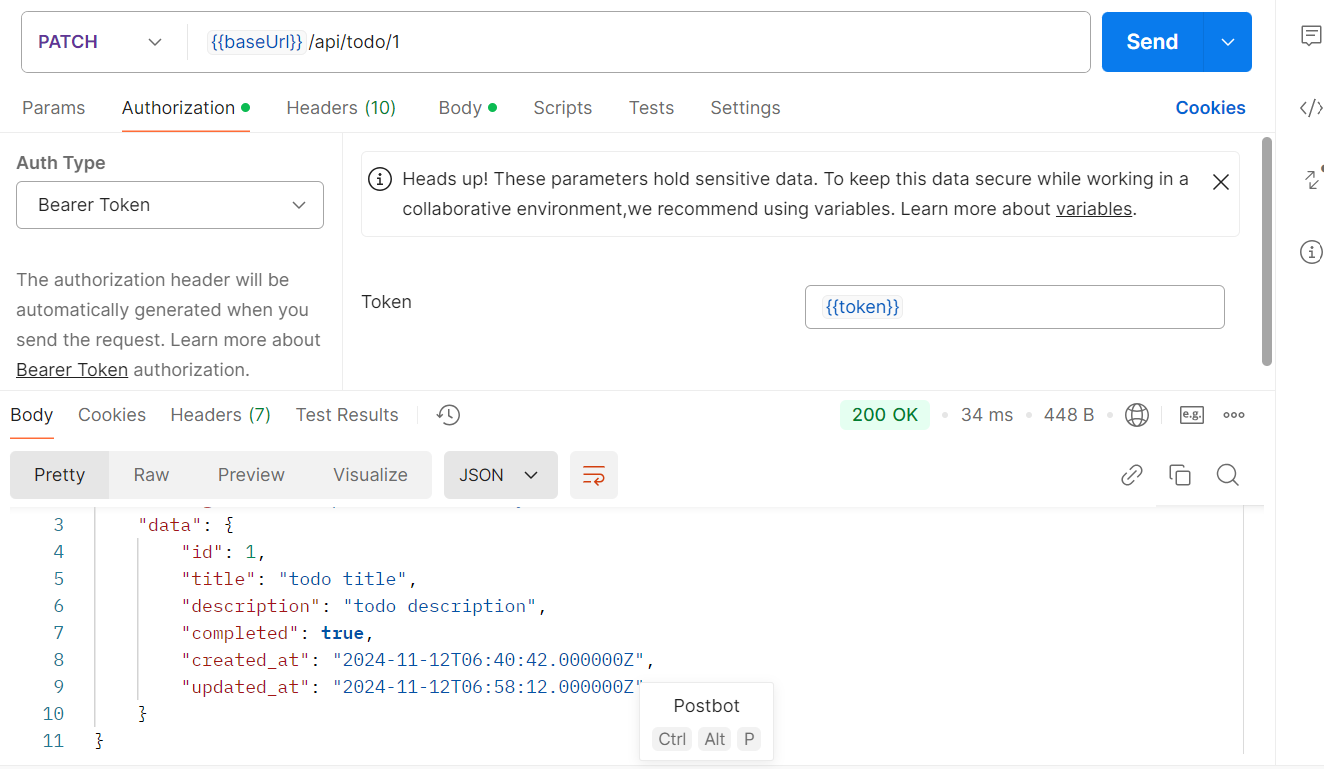 PATCH {{baseUrl}} /api/todo/1 Send
Params Authorization Headers (10) Body Scripts Tests Settings Cookies
Auth Type
Bearer Token
The authorization header will be
automatically generated when you
send the request. Learn more about
Bearer Token authorization.
Heads up! These parameters hold sensitive data. To keep this data secure while working in a
collaborative environment,we recommend using variables. Learn more about variables.
Token {{token}}
Body Cookies Headers (7) Test Results 200 OK 34 ms 448 B e.g.
Pretty Raw Preview Visualize JSON
3 "data": {
4 "id": 1,
5 "title": "todo title",
6 "description": "todo description",
7 "completed": true,
8 "created_at": "2024-11-12T06:40:42.000000Z",
9 "updated_at": "2024-11-12T06:58:12.000000Z"
10 }
11 }
Postbot
Ctrl Alt P